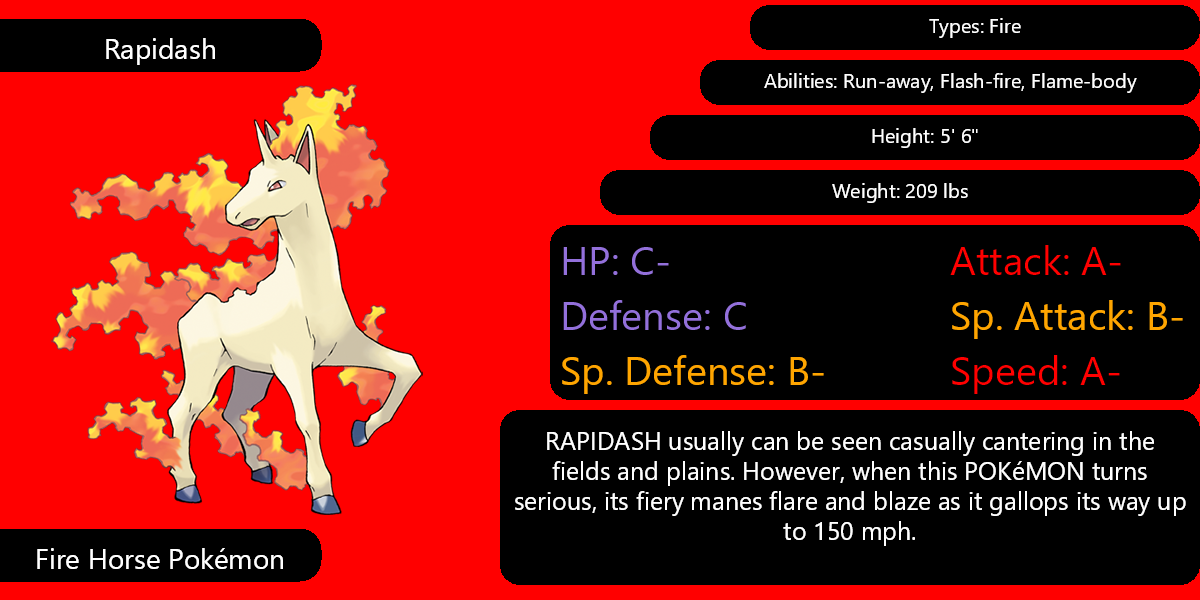 Rapidash
Types: Fire
Abilities: Run-away, Flash-fire, Flame-body
Height: 5' 6"
Weight: 209 lbs
HP: C-
Attack: A-
Defense: C
Sp. Attack: B-
Sp. Defense: B-
Speed: A-
RAPIDASH usually can be seen casually cantering in the
fields and plains. However, when this POKéMON turns
serious, its fiery manes flare and blaze as it gallops its way up
to 150 mph.
Fire Horse Pokémon